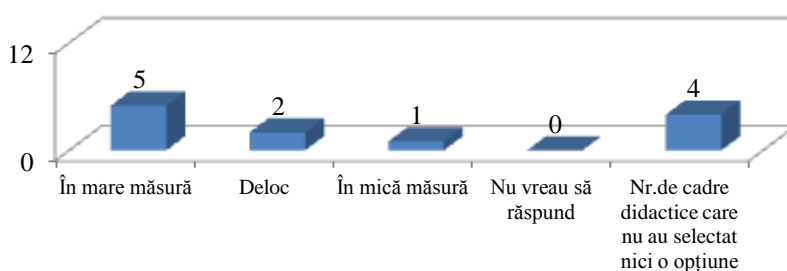 12
5
2
1
0
4
0
În mare măsură
Deloc
În mică măsură
Nu vreau să
răspund
Nr.de cadre
didactice care
nu au selectat
nici o opțiune